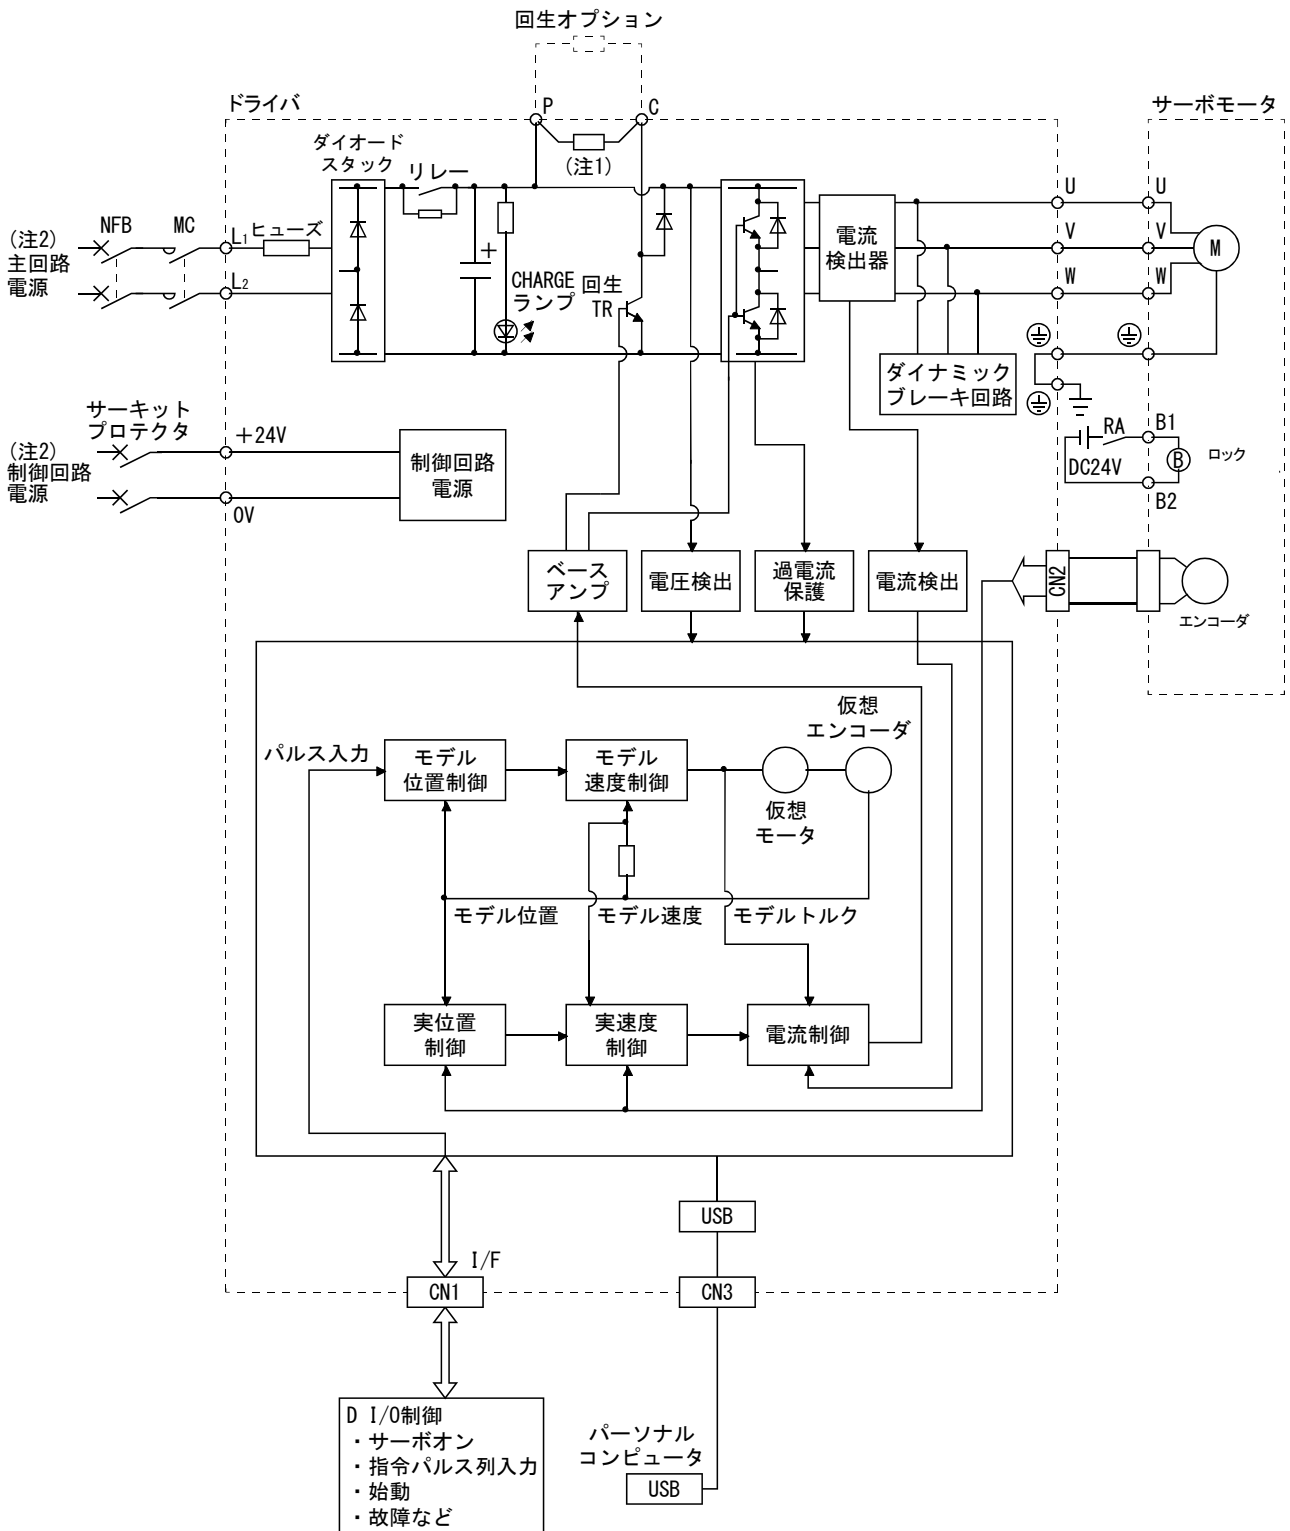 回生オプション
ドライバ
P
C
サーボモータ
ダイオード
スタック
リレー
(注1)
U
U
NFB
MC
L1
ヒューズ
(注2)
主回路
電源
電流
検出器
V
V
M
L2
CHARGE
ランプ
回生
TR
W
W
ダイナミック
ブレーキ回路
サーキット
プロテクタ
+24V
(注2)
制御回路
電源
制御回路
電源
0V
RA
B1
DC24V
B
ロック
B2
ベース
アンプ
電圧検出
過電流
保護
電流検出
CN2
エンコーダ
仮想
エンコーダ
パルス入力
モデル
位置制御
モデル
速度制御
仮想
モータ
モデル位置
モデル速度
モデルトルク
実位置
制御
実速度
制御
電流制御
USB
I/F
CN1
CN3
D I/O制御
・サーボオン
・指令パルス列入力
・始動
・故障など
パーソナル
コンピュータ
USB